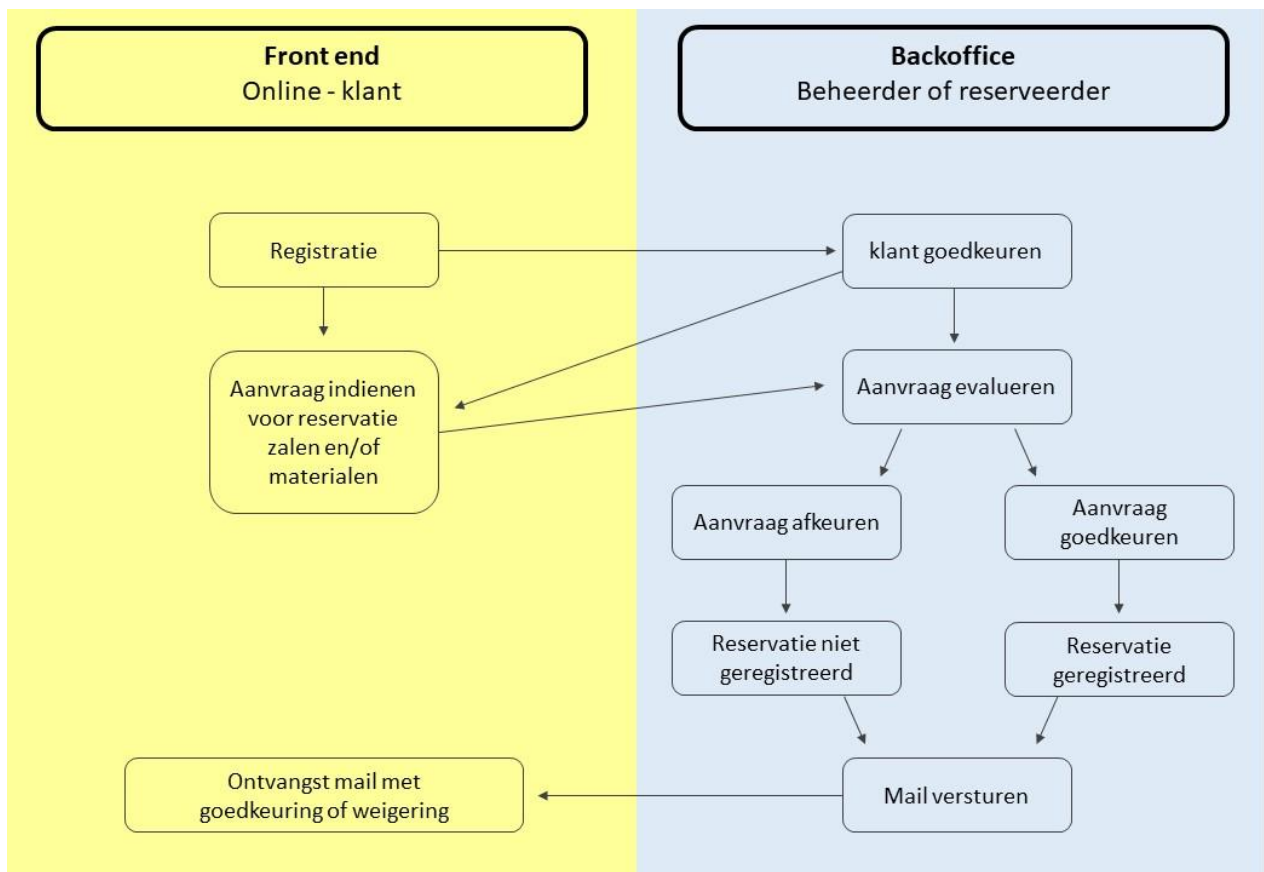 Front end
Online - klant
Backoffice
Beheerder of reserveerder
Registratie
klant goedkeuren
Aanvraag indienen
voor reservatie
zalen en/of
materialen
Aanvraag evalueren
Aanvraag afkeuren
Aanvraag
goedkeuren
Reservatie niet
geregistreerd
Reservatie
geregistreerd
Ontvangst mail met
goedkeuring of weigering
Mail versturen